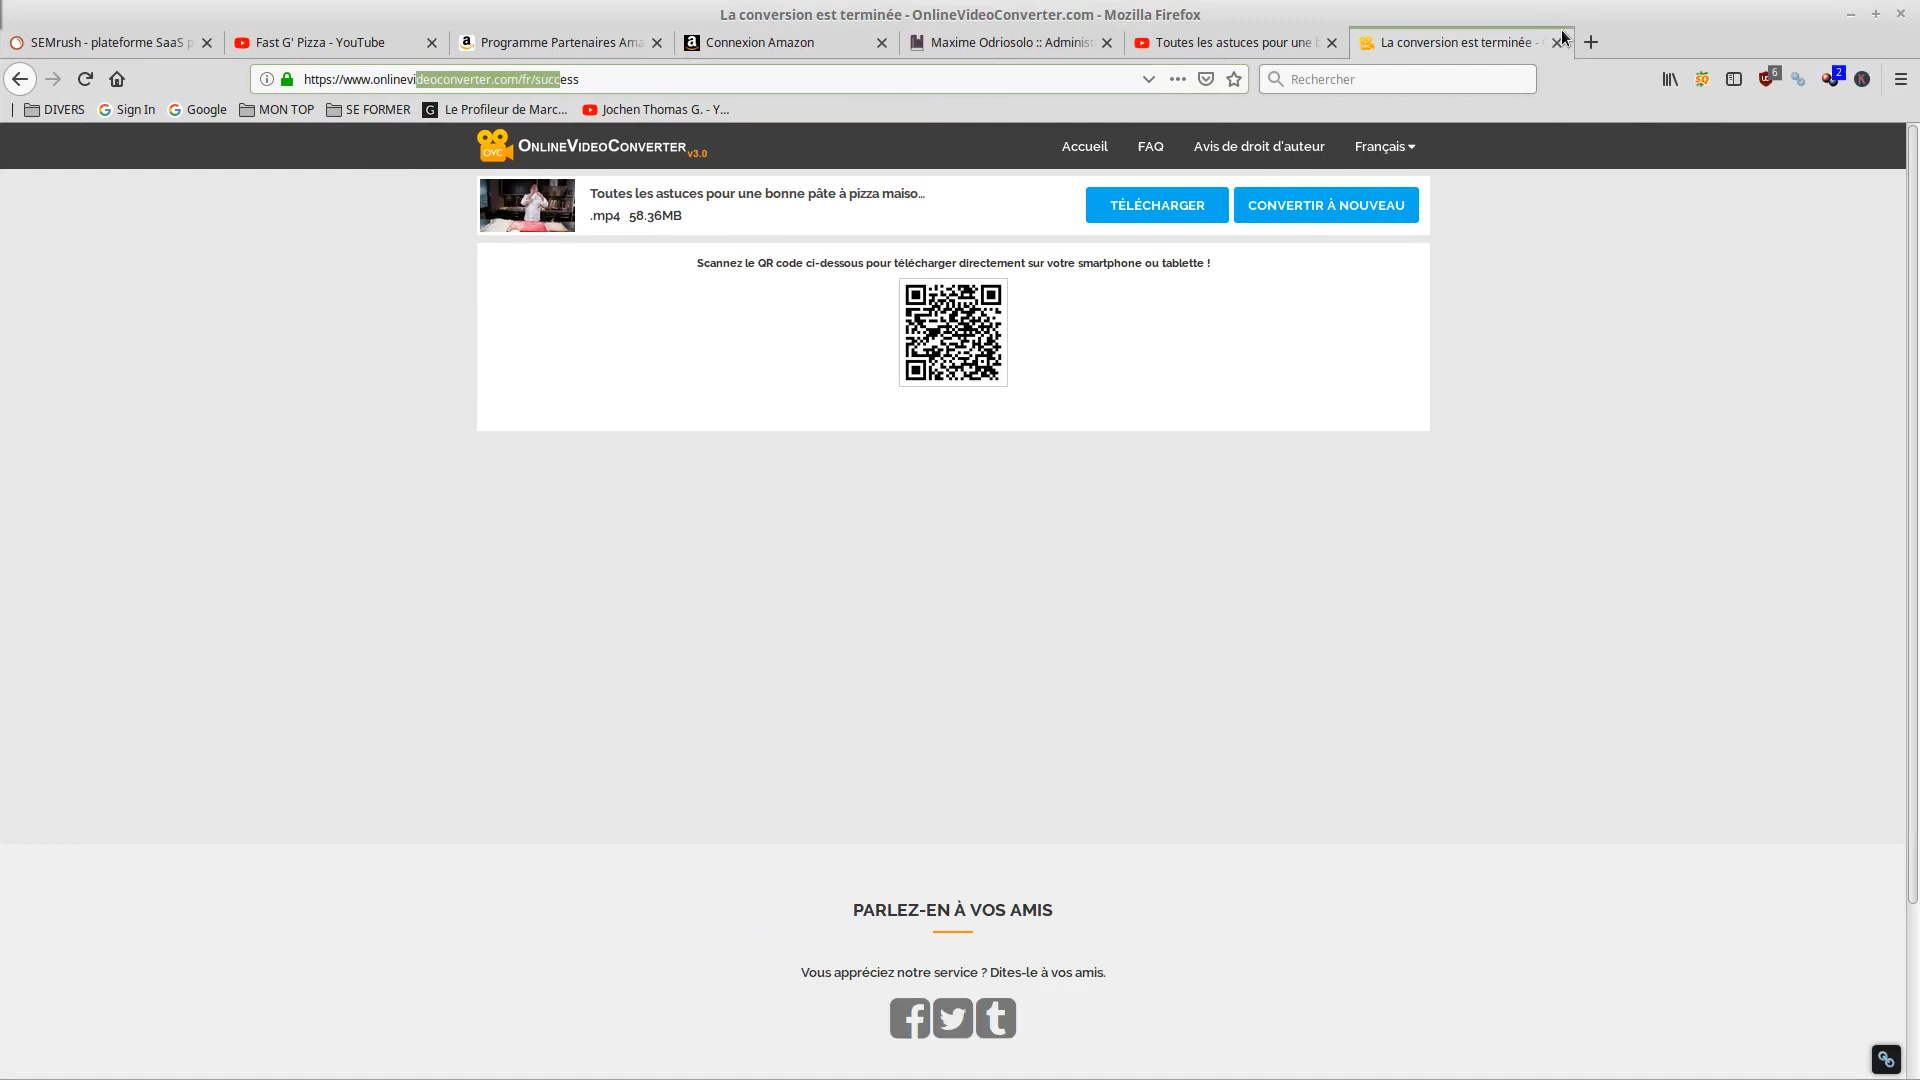 La conversion est terminée - OnlineVideoConverter.com - Mozilla Firefox
SEMrush - plateforme SaaS p
Fast G' Pizza - YouTube
Programme Partenaires Ama
Connexion Amazon
Maxime Odriosolo :: Administ
Toutes les astuces pour une b
La conversion est terminée -
https://www.onlinevideoconverter.com/fr/success
Rechercher
6
2
DIVERS
Sign In
Google
MON TOP
SE FORMER
Le Profileur de Marc...
Jochen Thomas G. - Y...
OVC ONLINEVIDEOCONVERTER v3.0
Accueil
FAQ
Avis de droit d'auteur
Français
Toutes les astuces pour une bonne pâte à pizza maiso...
.mp4 58.36MB
TÉLÉCHARGER
CONVERTIR À NOUVEAU
Scannez le QR code ci-dessous pour télécharger directement sur votre smartphone ou tablette !
PARLEZ-EN À VOS AMIS
Vous appréciez notre service ? Dites-le à vos amis.